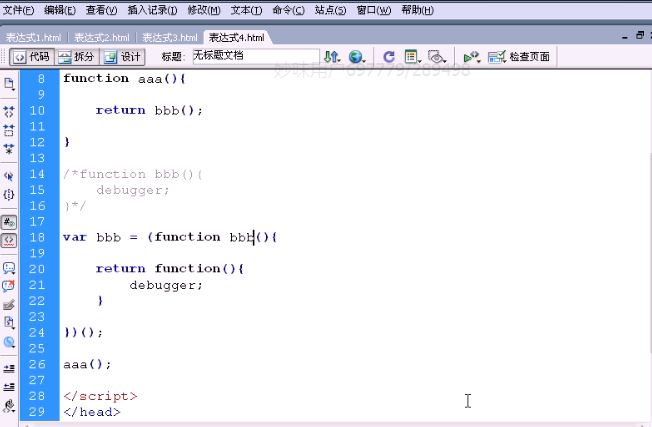 文件(F) 编辑(E) 查看(V) 插入记录(I) 修改(M) 文本(T) 命令(C) 站点(S) 窗口(W) 帮助(H)
表达式1.html 表达式2.html 表达式3.html 表达式4.html
代码 拆分 设计 标题: 无标题文档 检查页面
8 function aaa(){
9
10 return bbb();
11
12 }
13
14 /*function bbb(){
15 debugger;
16 }*/
17
18 var bbb = (function bbb(){
19
20 return function(){
21 debugger;
22 }
23
24 })();
25
26 aaa();
27
28 </script>
29 </head>